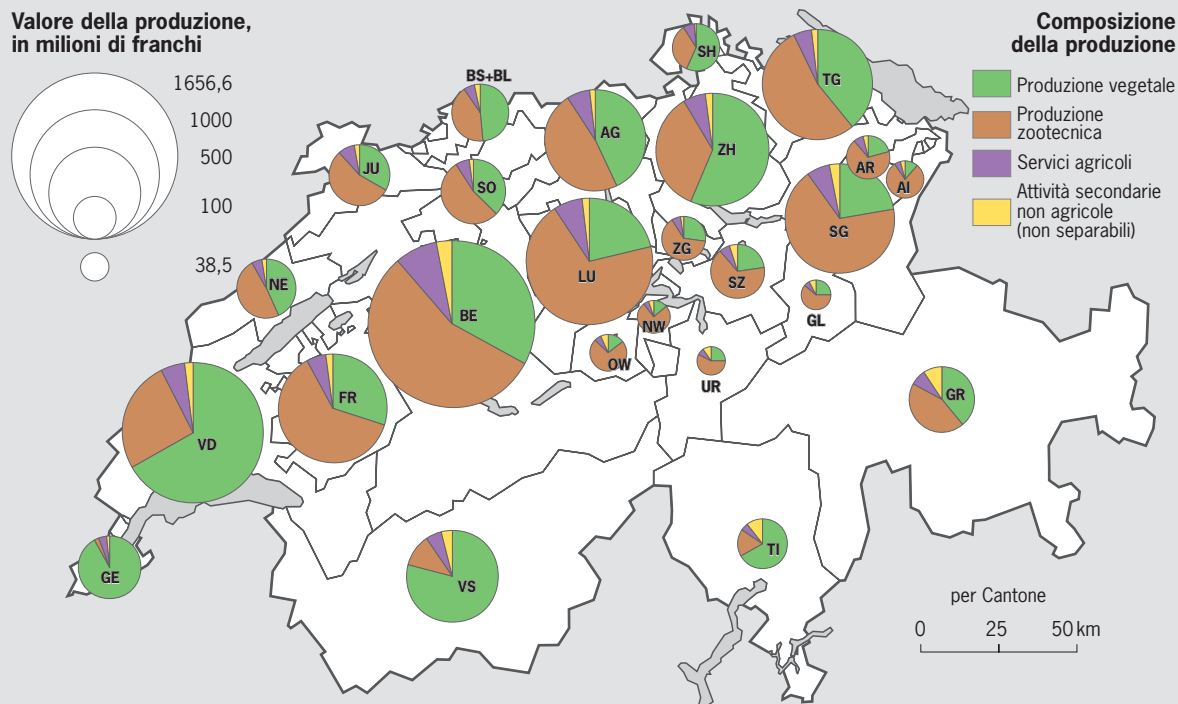 Valore della produzione,
in milioni di franchi
1656,6
1000
500
100
38,5
Composizione
della produzione
Produzione vegetale
Produzione
zootecnica
Servici agricoli
Attività secondarie
non agricole
(non separabili)
SH
TG
BS+BL
AG
ZH
AR
AI
JU
SO
SG
ZG
LU
SZ
NE
BE
GL
NW
OW
UR
FR
GR
VD
TI
GE
VS
per Cantone
0 25 50 km